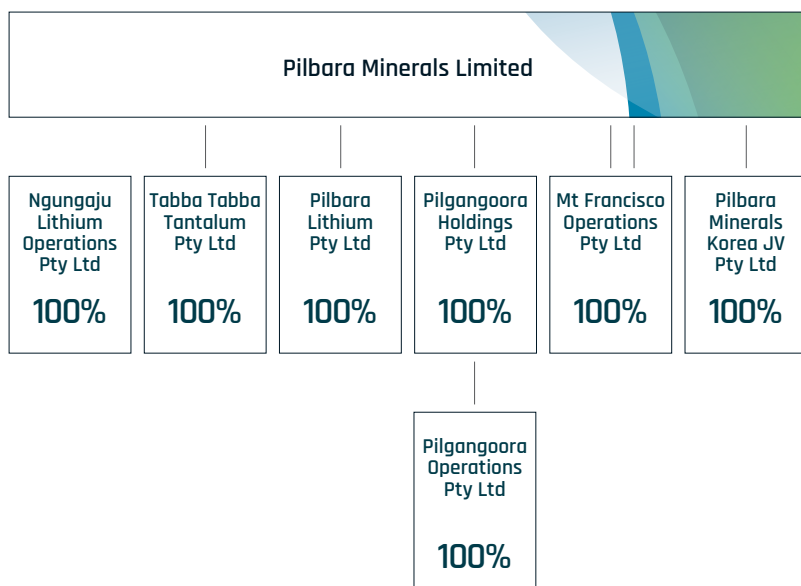 Pilbara Minerals Limited
Ngungaju
Lithium
Operations
Pty Ltd
100%
Tabba Tabba
Tantalum
Pty Ltd
100%
Pilbara
Lithium
Pty Ltd
100%
Pilgangoora
Holdings
Pty Ltd
100%
Mt Francisco
Operations
Pty Ltd
100%
Pilbara
Minerals
Korea JV
Pty Ltd
100%
Pilgangoora
Operations
Pty Ltd
100%